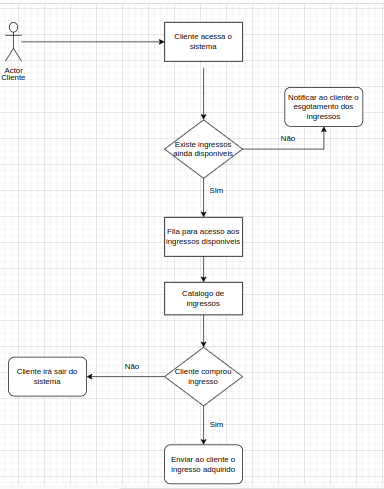 Cliente acessa o
sistema
Actor
Cliente
Notificar ao cliente o
esgotamento dos
ingressos
Não
Existe ingressos
ainda disponíveis
Sim
Fila para acesso aos
ingressos disponíveis
Catalogo de
ingressos
Não
Cliente irá sair do
sistema
Cliente comprou
ingresso
Sim
Enviar ao cliente o
ingresso adquirido